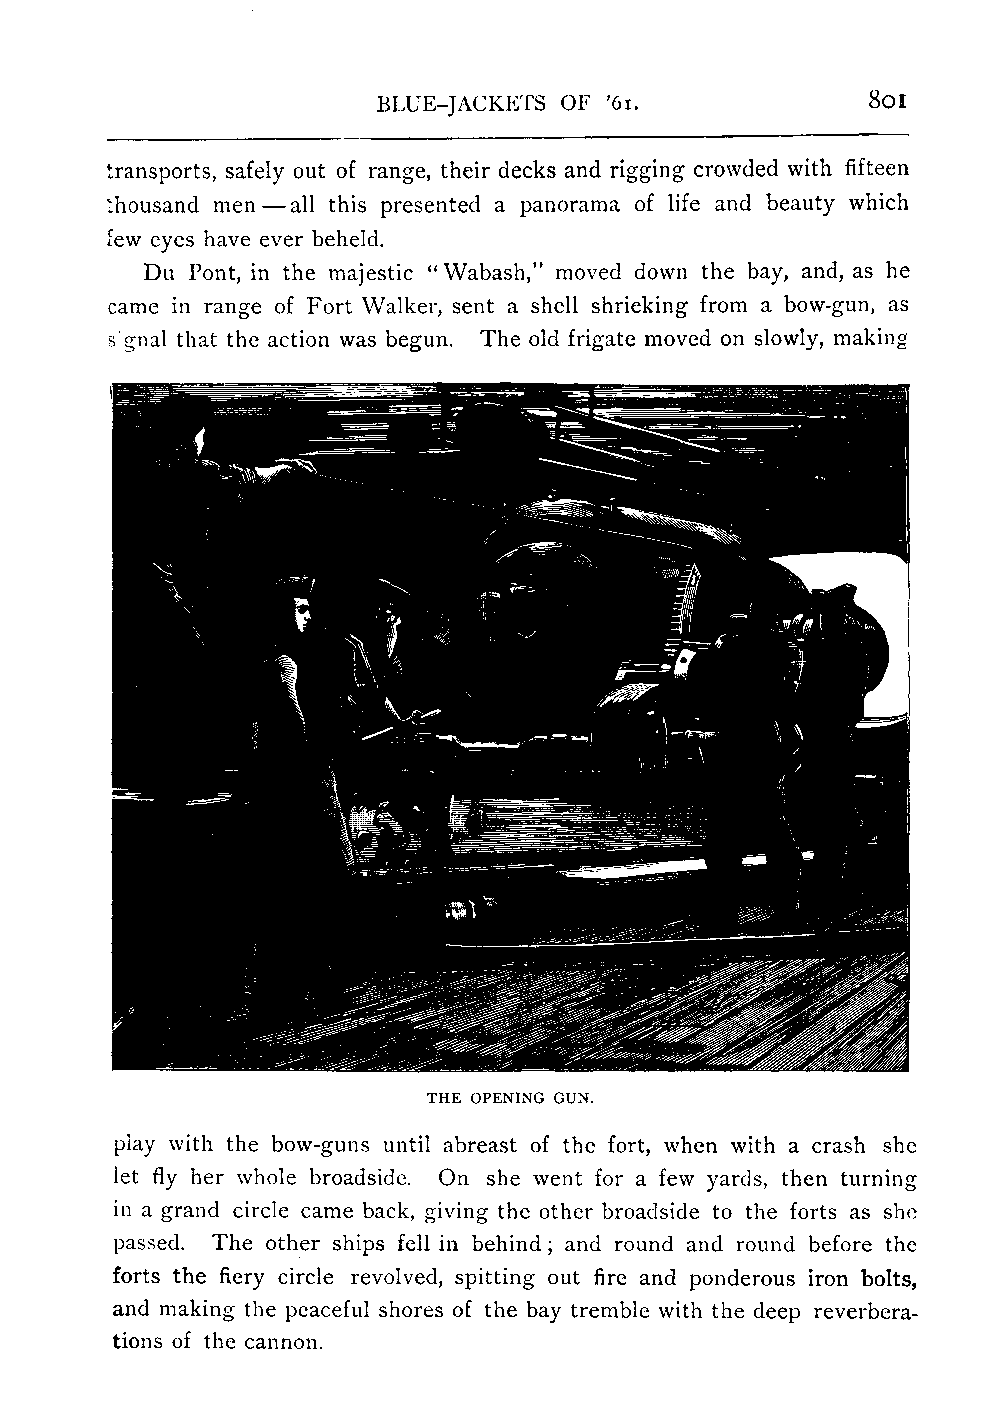 BLUE-JACKETS OF '61. 801
transports, safely out of range, their decks and rigging crowded with fifteen
thousand men — all this presented a panorama of life and beauty which
few eyes have ever beheld.
Du Pont, in the majestic "Wabash," moved down the bay, and, as he
came in range of Fort Walker, sent a shell shrieking from a bow-gun, as
signal that the action was begun. The old frigate moved on slowly, making
THE OPENING GUN.
play with the bow-guns until abreast of the fort, when with a crash she
let fly her whole broadside. On she went for a few yards, then turning
in a grand circle came back, giving the other broadside to the forts as she
passed. The other ships fell in behind; and round and round before the
forts the fiery circle revolved, spitting out fire and ponderous iron bolts,
and making the peaceful shores of the bay tremble with the deep reverbera-
tions of the cannon.